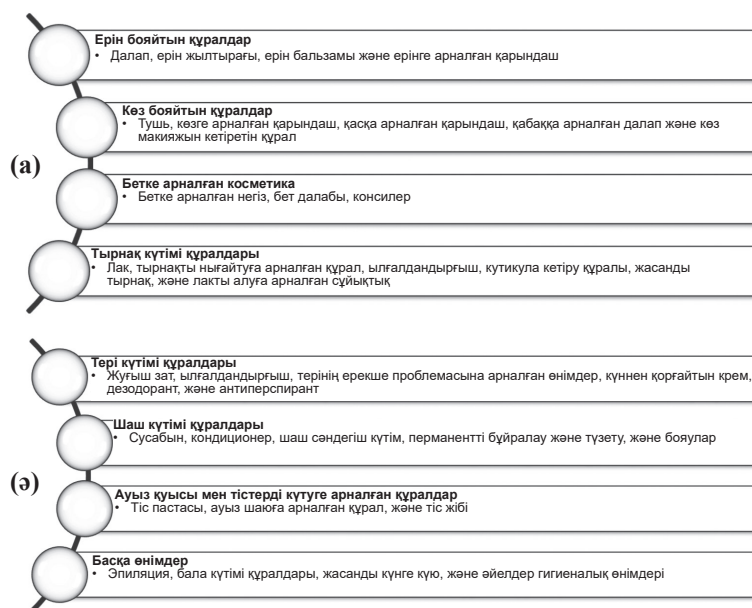 (а)
Ерін бояйтын құралдар
• Далап, ерін жылтырағы, ерін бальзамы және ерінге арналған қарындаш
Көз бояйтын құралдар
• Тушь, көзге арналған қарындаш, қасқа арналған қарындаш, қабаққа арналған далап және көз
макияжын кетіретін құрал
Бетке арналған косметика
• Бетке арналған негіз, бет далабы, консилер
Тырнақ күтімі құралдары
• Лак, тырнақты нығайтуға арналған құрал, ылғалдандырғыш, кутикула кетіру құралы, жасанды
тырнақ, және лакты алуға арналған сұйықтық
(ә)
Тері күтімі құралдары
• Жуғыш зат, ылғалдандырғыш, терінің ерекше проблемасына арналған өнімдер, күннен қорғайтын крем,
дезодорант, және антиперспирант
Шаш күтімі құралдары
• Сусабын, кондиционер, шаш сәндегіш күтім, перманентті бұйралау және түзету, және бояулар
Ауыз қуысы мен тістерді күтуге арналған құралдар
• Тіс пастасы, ауыз шаюға арналған құрал, және тіс жібі
Басқа өнімдер
• Эпиляция, бала күтімі құралдары, жасанды күнге күю, және әйелдер гигиеналық өнімдері